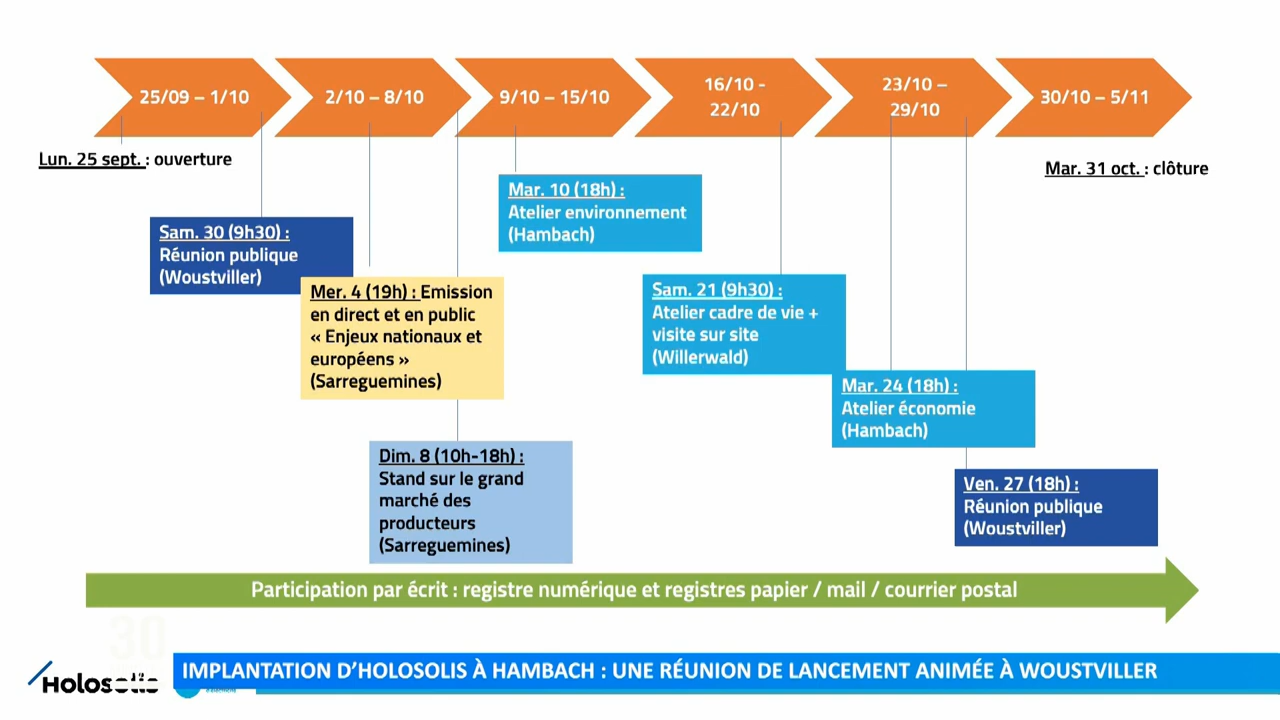 25/09 – 1/10
2/10 – 8/10
9/10 – 15/10
16/10 -
22/10
23/10 –
29/10
30/10 – 5/11
Lun. 25 sept. : ouverture
Mar. 31 oct. : clôture
Sam. 30 (9h30) :
Réunion publique
(Woustviller)
Mer. 4 (19h) : Emission
en direct et en public
« Enjeux nationaux et
européens »
(Sarreguemines)
Dim. 8 (10h-18h) :
Stand sur le grand
marché des
producteurs
(Sarreguemines)
Mar. 10 (18h) :
Atelier environnement
(Hambach)
Sam. 21 (9h30) :
Atelier cadre de vie +
visite sur site
(Willerwald)
Mar. 24 (18h) :
Atelier économie
(Hambach)
Ven. 27 (18h) :
Réunion publique
(Woustviller)
Participation par écrit : registre numérique et registres papier / mail / courrier postal
30
Holosolis
IMPLANTATION D'HOLOSOLIS À HAMBACH : UNE RÉUNION DE LANCEMENT ANIMÉE À WOUSTVILLER